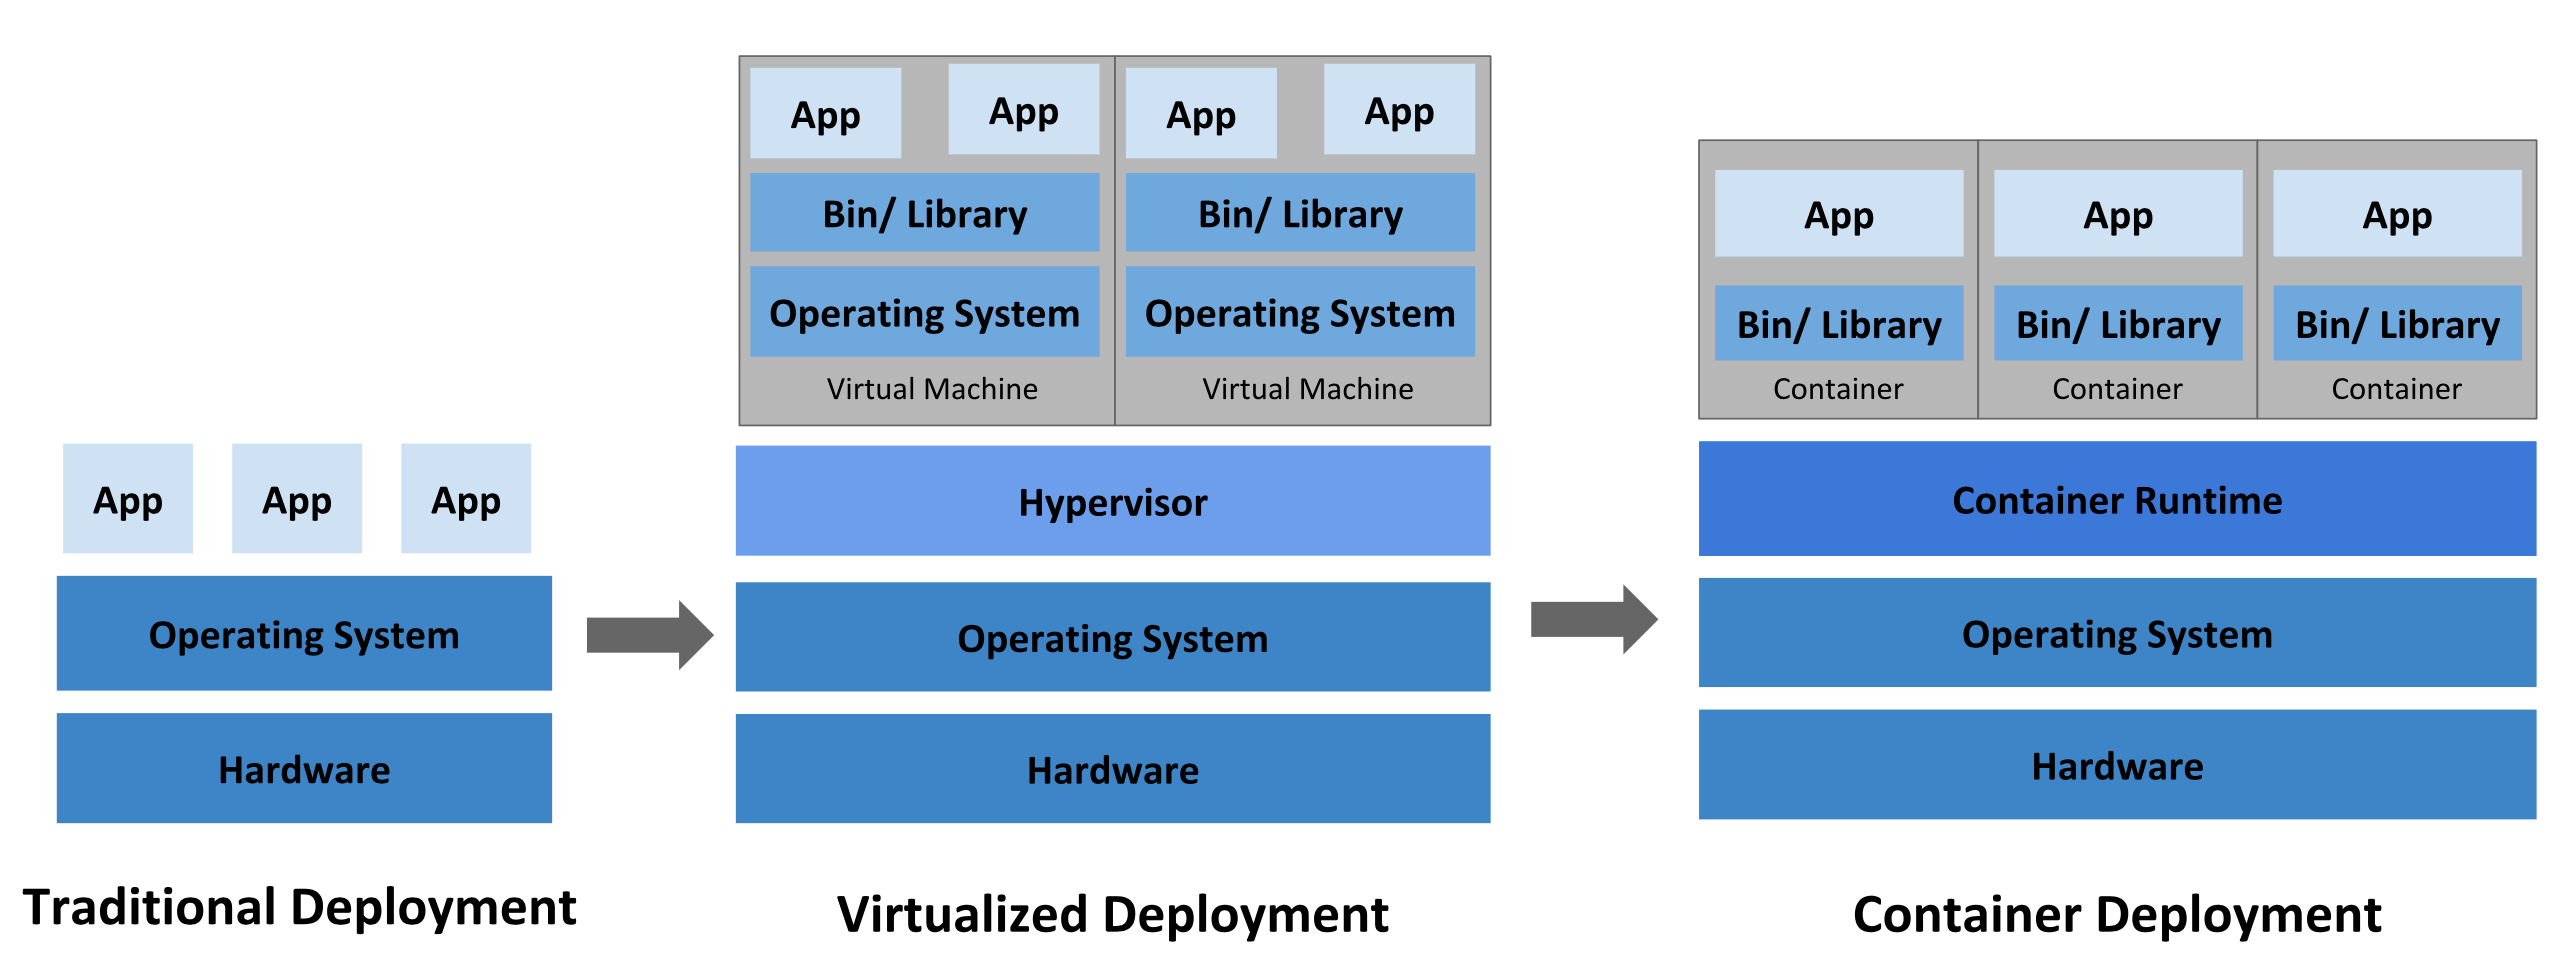 App
App
App
Operating System
Hardware
Traditional Deployment
App
App
App
App
Bin/ Library
Bin/ Library
Operating System
Operating System
Virtual Machine
Virtual Machine
Hypervisor
Operating System
Hardware
Virtualized Deployment
App
App
App
Bin/ Library
Bin/ Library
Bin/ Library
Container
Container
Container
Container Runtime
Operating System
Hardware
Container Deployment